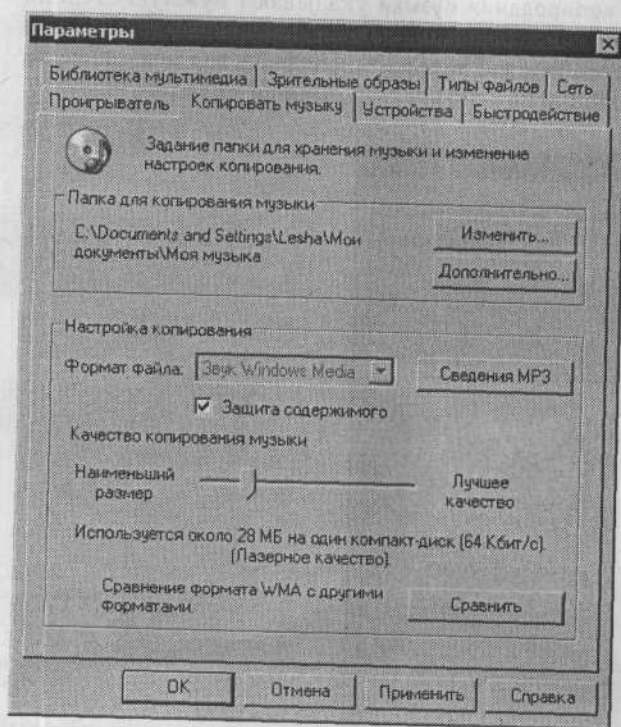 Параметры
Библиотека мультимедиа Зрительные образы Типы файлов Сеть
Проигрыватель Копировать музыку Устройства Быстродействие
Задание папки для хранения музыки и изменение
настроек копирования.
Папка для копирования музыки
C:\Documents and Settings\Lesha\Мои
документы\Моя музыка
Изменить...
Дополнительно...
Настройка копирования
Формат файла: Звук Windows Media Сведения MP3
Защита содержимого
Качество копирования музыки
Наименьший
размер
Лучшее
качество
Используется около 28 МБ на один компакт-диск (64 Кбит/с).
(Лазерное качество)
Сравнение формата WMA с другими
форматами.
Сравнить
OK Отмена Применить Справка